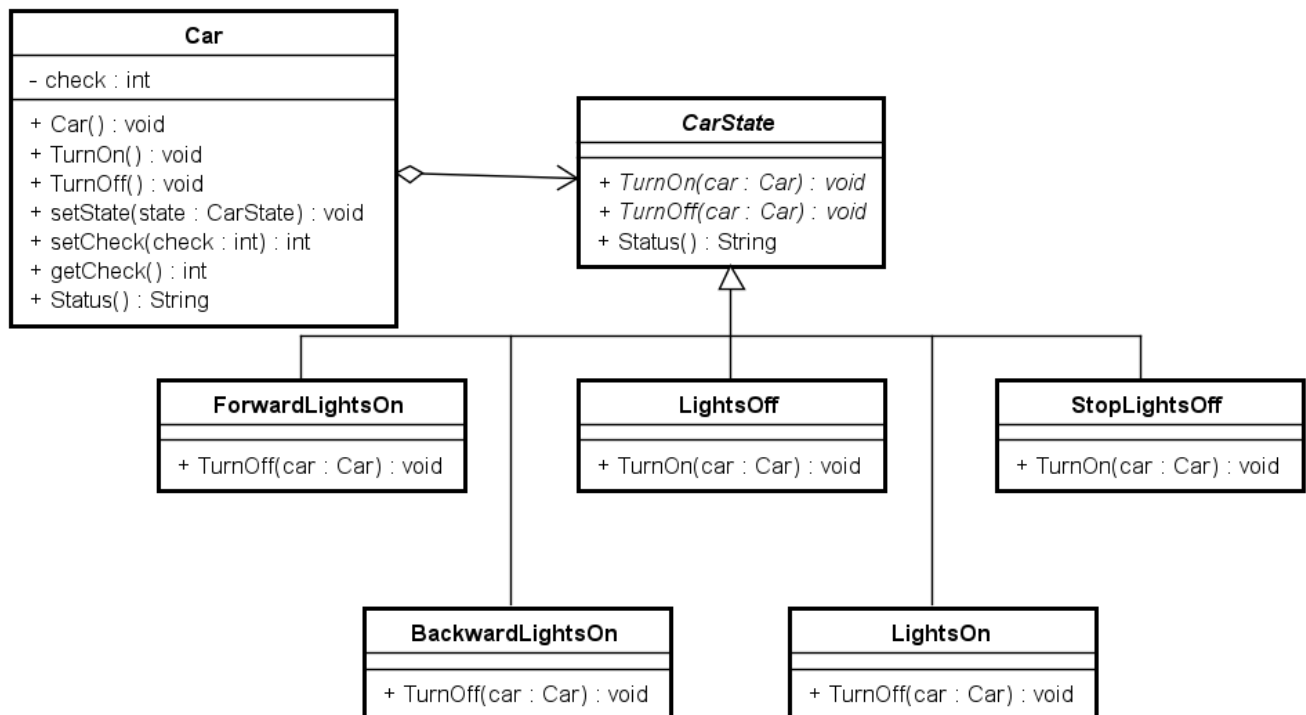 Car
- check : int
+ Car() : void
+ TurnOn() : void
+ TurnOff() : void
+ setState(state : CarState) : void
+ setCheck(check : int) : int
+ getCheck() : int
+ Status() : String
CarState
+ TurnOn(car : Car) : void
+ TurnOff(car : Car) : void
+ Status() : String
ForwardLightsOn
+ TurnOff(car : Car) : void
LightsOff
+ TurnOn(car : Car) : void
StopLightsOff
+ TurnOn(car : Car) : void
BackwardLightsOn
+ TurnOff(car : Car) : void
LightsOn
+ TurnOff(car : Car) : void